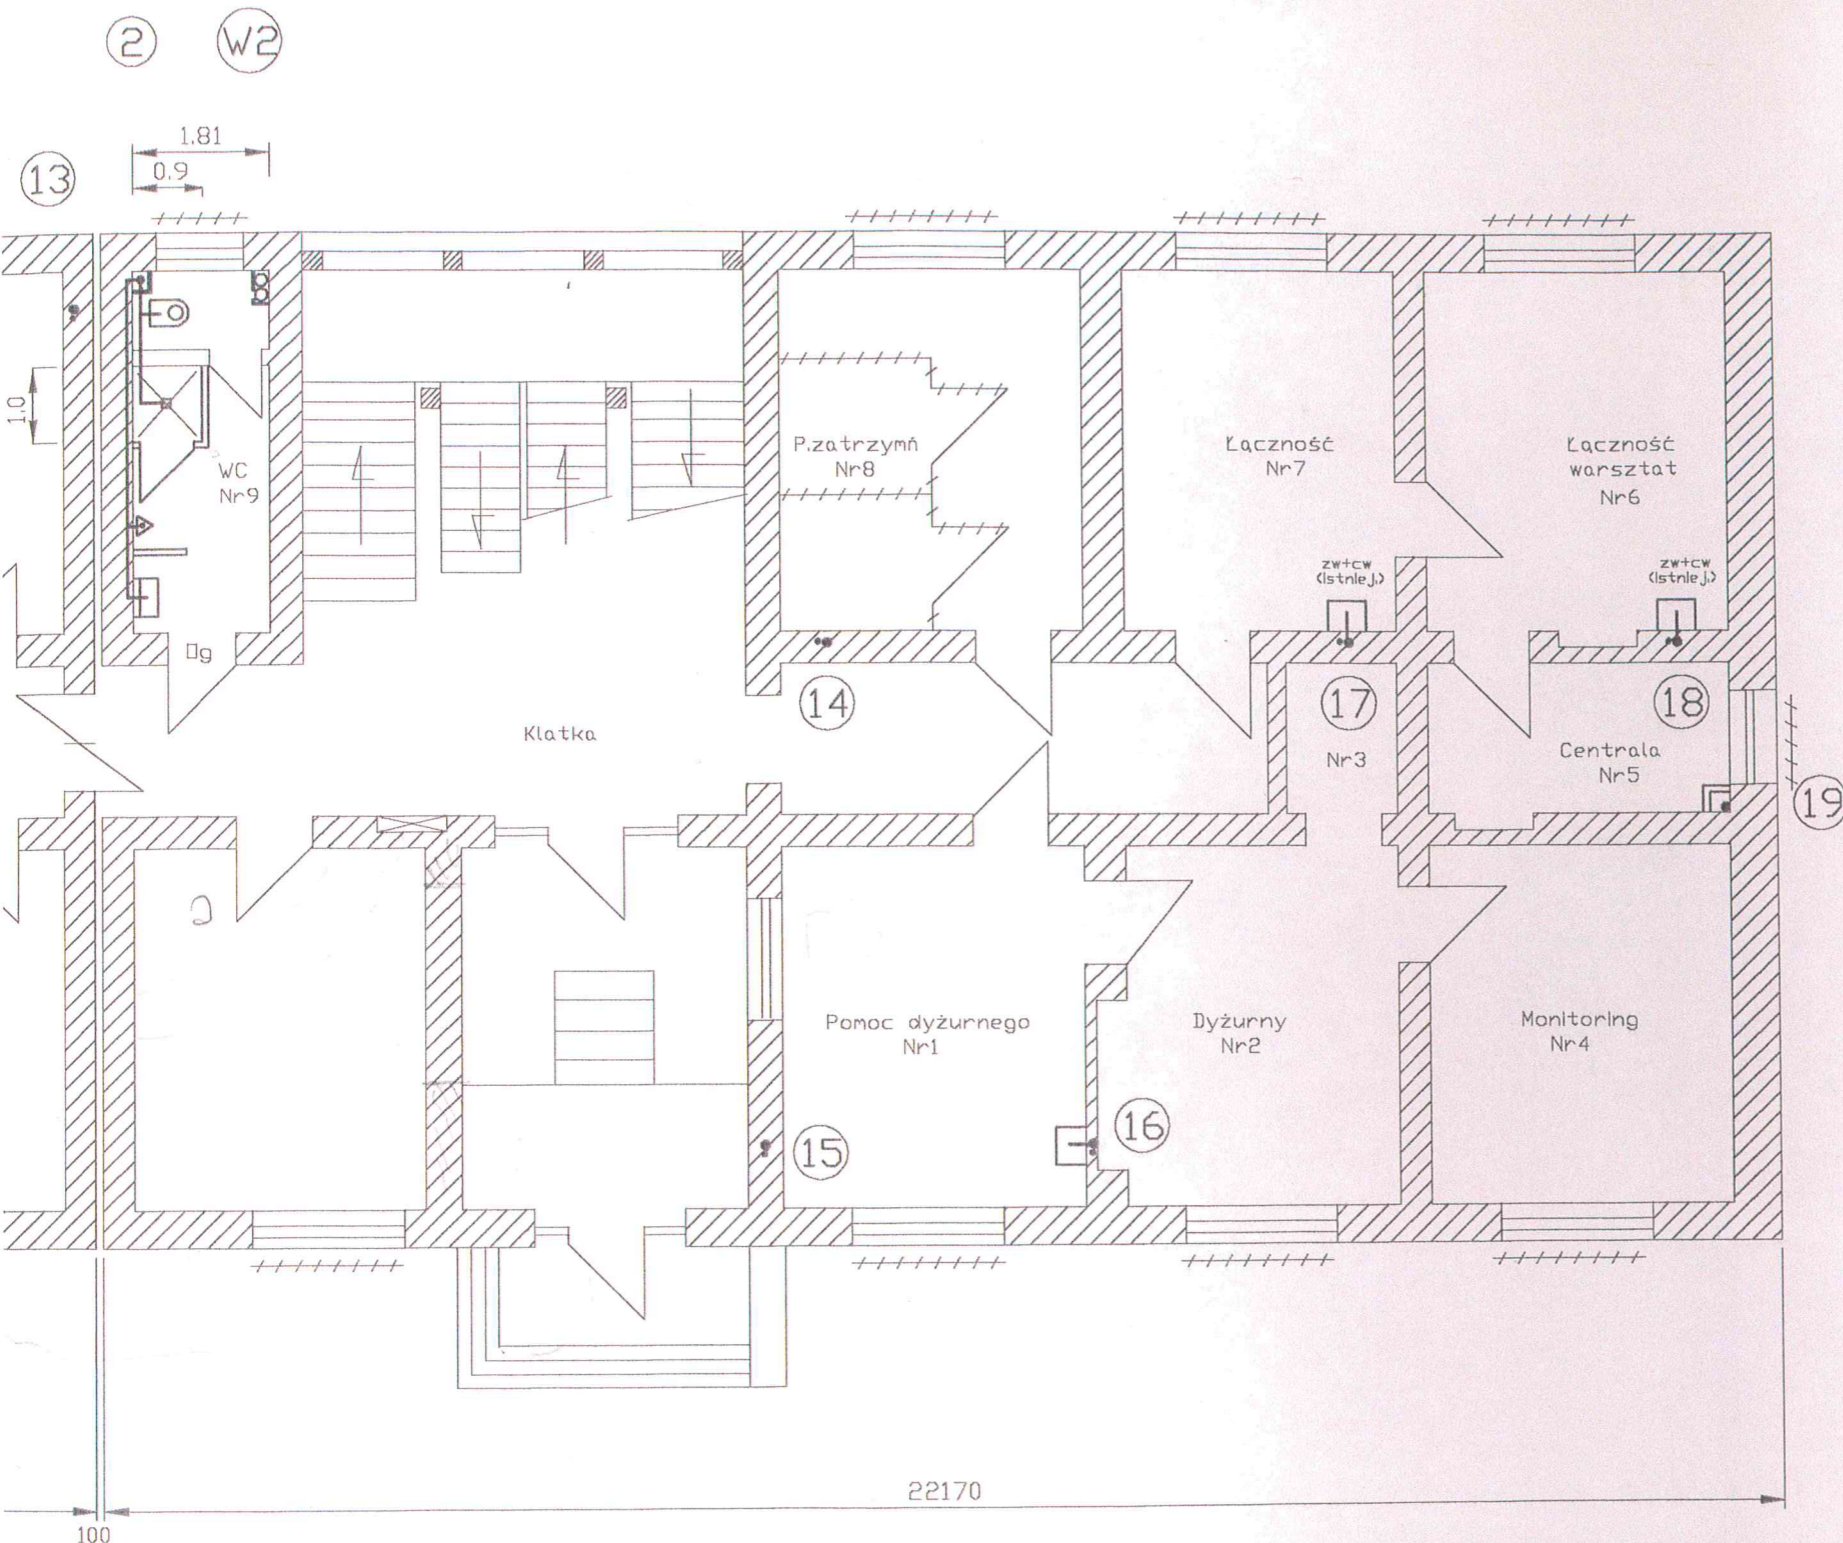 2 W2
1.81
0.9
13
1.0
WC
Nr9
P.zatrzymń
Nr8
Łączność
Nr7
Łączność
warsztat
Nr6
zw+cw
(istniej.)
zw+cw
(istniej.)
g
14
17
18
Klatka
Nr3
Centrala
Nr5
19
2
Pomoc dyżurnego
Nr1
Dyżurny
Nr2
Monitoring
Nr4
15
16
22170
100